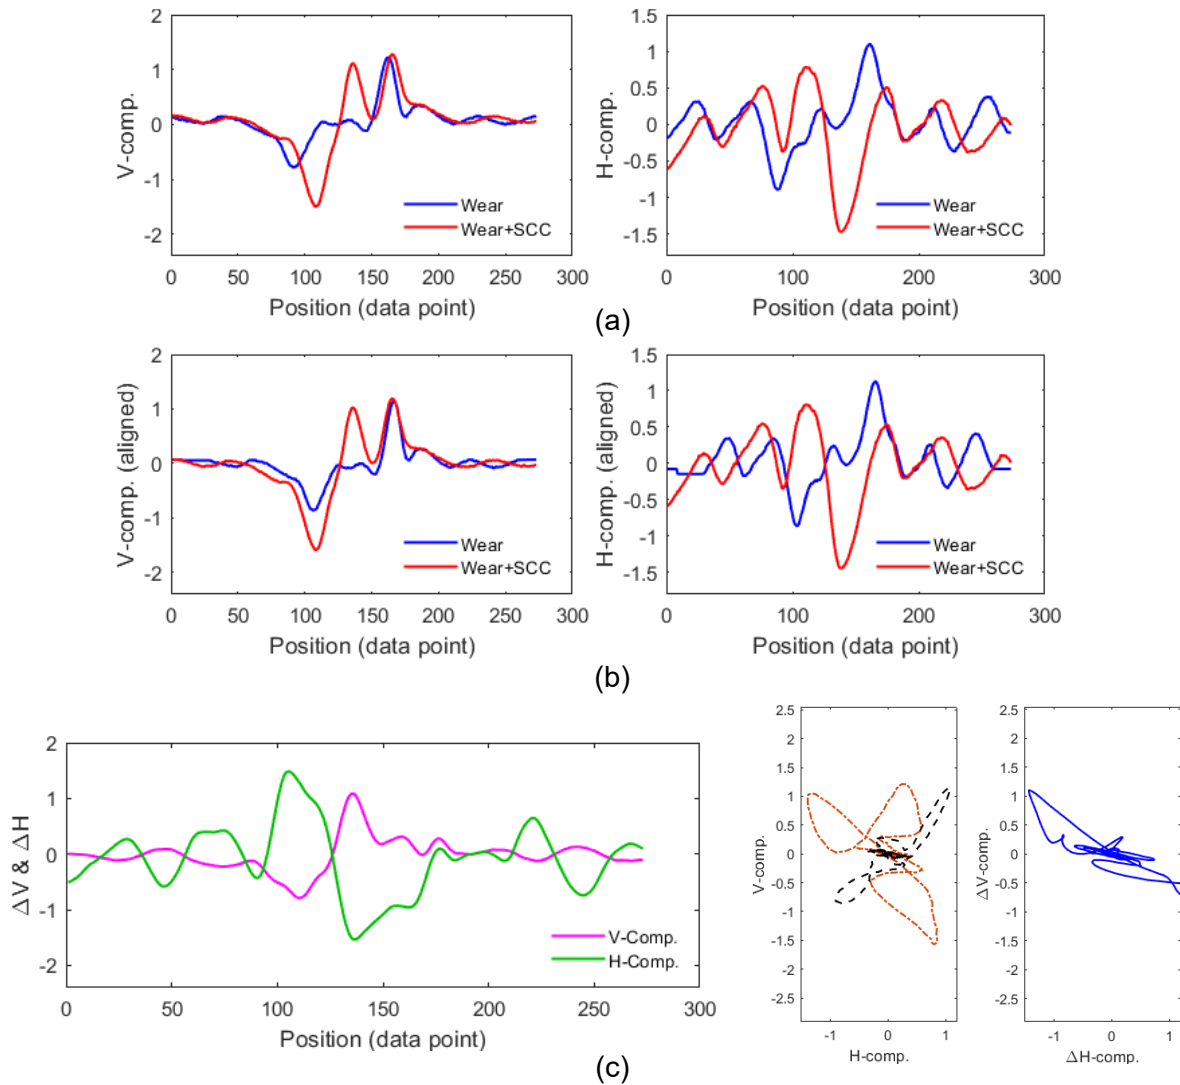 2
1
0
-1
-2
V-comp.
Wear
Wear+SCC
0 50 100 150 200 250 300
Position (data point)
1.5
1
0.5
0
-0.5
-1
-1.5
H-comp.
Wear
Wear+SCC
0 100 200 300
Position (data point)
(a)
2
1
0
-1
-2
V-comp. (aligned)
Wear
Wear+SCC
0 50 100 150 200 250 300
Position (data point)
1.5
1
0.5
0
-0.5
-1
-1.5
H-comp. (aligned)
Wear
Wear+SCC
0 100 200 300
Position (data point)
(b)
2
1
0
-1
-2
ΔV & ΔH
V-Comp.
H-Comp.
0 50 100 150 200 250 300
Position (data point)
2.5
2
1.5
1
0.5
0
-0.5
-1
-1.5
-2
-2.5
V-comp.
-1 0 1
H-comp.
2.5
2
1.5
1
0.5
0
-0.5
-1
-1.5
-2
-2.5
ΔV-comp.
-1 0 1
ΔH-comp.
(c)